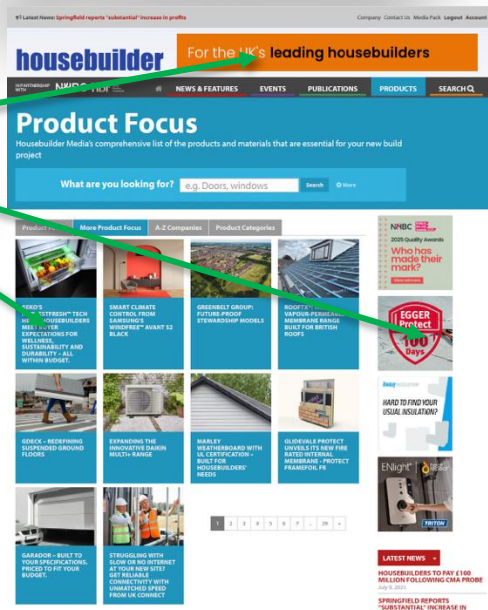 Latest News: Springfield reports "substantial" increase in profits
Company Contact Us Media Pack Logout Account
housebuilder
For the UK's leading housebuilders
IN PARTNERSHIP WITH
NEWS & FEATURES
EVENTS
PUBLICATIONS
PRODUCTS
SEARCH
Product Focus
Housebuilder Media's comprehensive list of the products and materials that are essential for your new build
project
What are you looking for?
e.g. Doors, windows
Search
More
More Product Focus
A-Z Companies
Product Categories
TECH
HOUSEBUILDERS
MEET BUYER
EXPECTATIONS FOR
WELLNESS,
SUSTAINABILITY AND
DURABILITY – ALL
WITHIN BUDGET.
SMART CLIMATE
CONTROL FROM
SAMSUNG'S
WINDFREE™ AVANT S2
BLACK
GREENBELT GROUP:
FUTURE-PROOF
STEWARDSHIP MODELS
VAPOUR-PERMEABLE
MEMBRANE RANGE
BUILT FOR BRITISH
ROOFS
GDECK – REDEFINING
SUSPENDED GROUND
FLOORS
EXPANDING THE
INNOVATIVE DAIKIN
MULTI+ RANGE
MARLEY
WEATHERBOARD WITH
UL CERTIFICATION –
BUILT FOR
HOUSEBUILDERS'
NEEDS
GLIDEVALE PROTECT
UNVEILS ITS NEW FIRE
RATED INTERNAL
MEMBRANE - PROTECT
FRAMEFOIL FR
GARADOR – BUILT TO
YOUR SPECIFICATIONS,
PRICED TO FIT YOUR
BUDGET.
STRUGGLING WITH
SLOW OR NO INTERNET
AT YOUR NEW SITE?
GET RELIABLE
CONNECTIVITY WITH
UNMATCHED SPEED
FROM UK CONNECT
1 2 3 4 5 6 7 .. 29 »
NHBC
2025 Quality Awards
Who has
made their
mark?
EGGER
Protect
100
Days
HARD TO FIND YOUR
USUAL INSULATION?
ENlight
TRITON
LATEST NEWS
HOUSEBUILDERS TO PAY £100
MILLION FOLLOWING CMA PROBE
July 9, 2025
SPRINGFIELD REPORTS
"SUBSTANTIAL" INCREASE IN